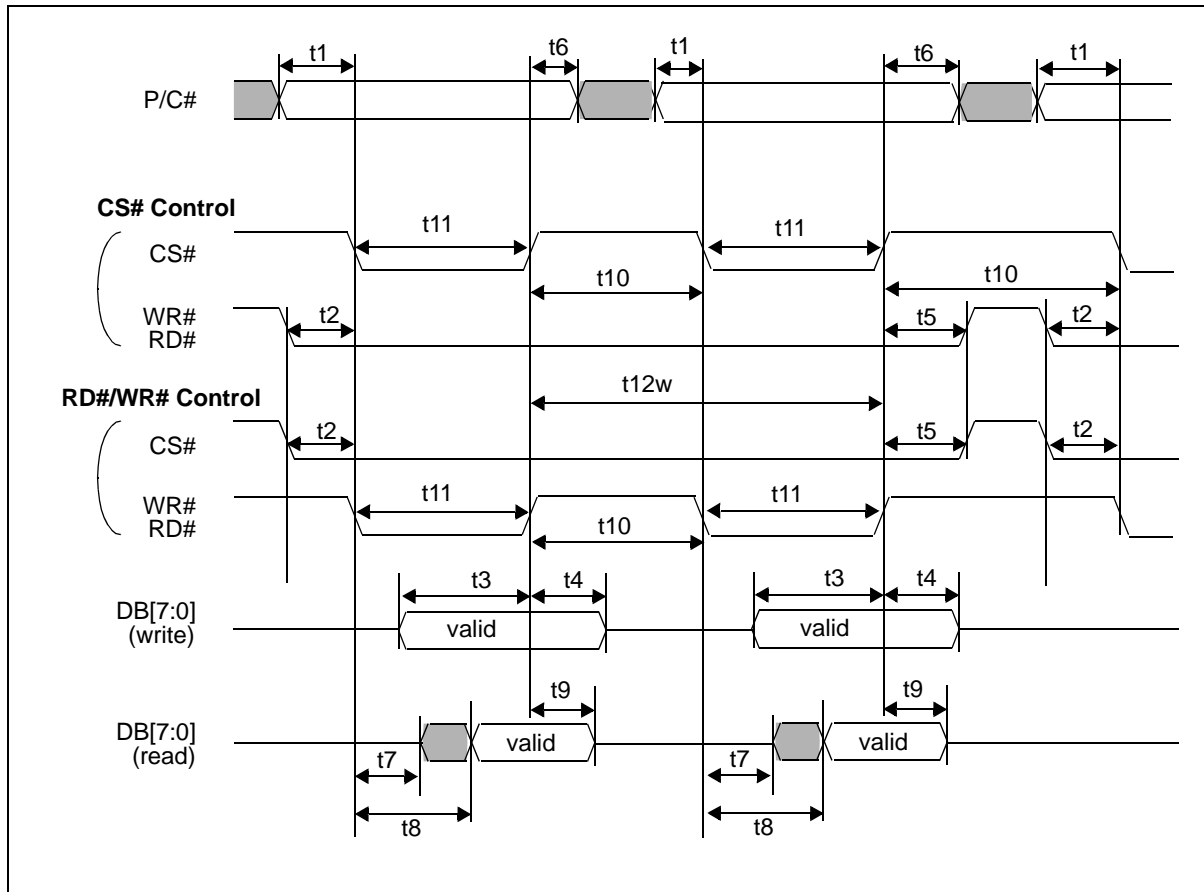 t1 t6 t1 t6 t1
P/C#
CS# Control
t11 t11
CS#
t10 t10
WR# t2 t5 t2
RD#
t12w
RD#/WR# Control
t2 t5 t2
CS#
t11 t11
WR#
RD# t10
t3 t4 t3 t4
DB[7:0]
(write) valid valid
t9 t9
DB[7:0]
(read) valid valid
t7 t7
t8 t8